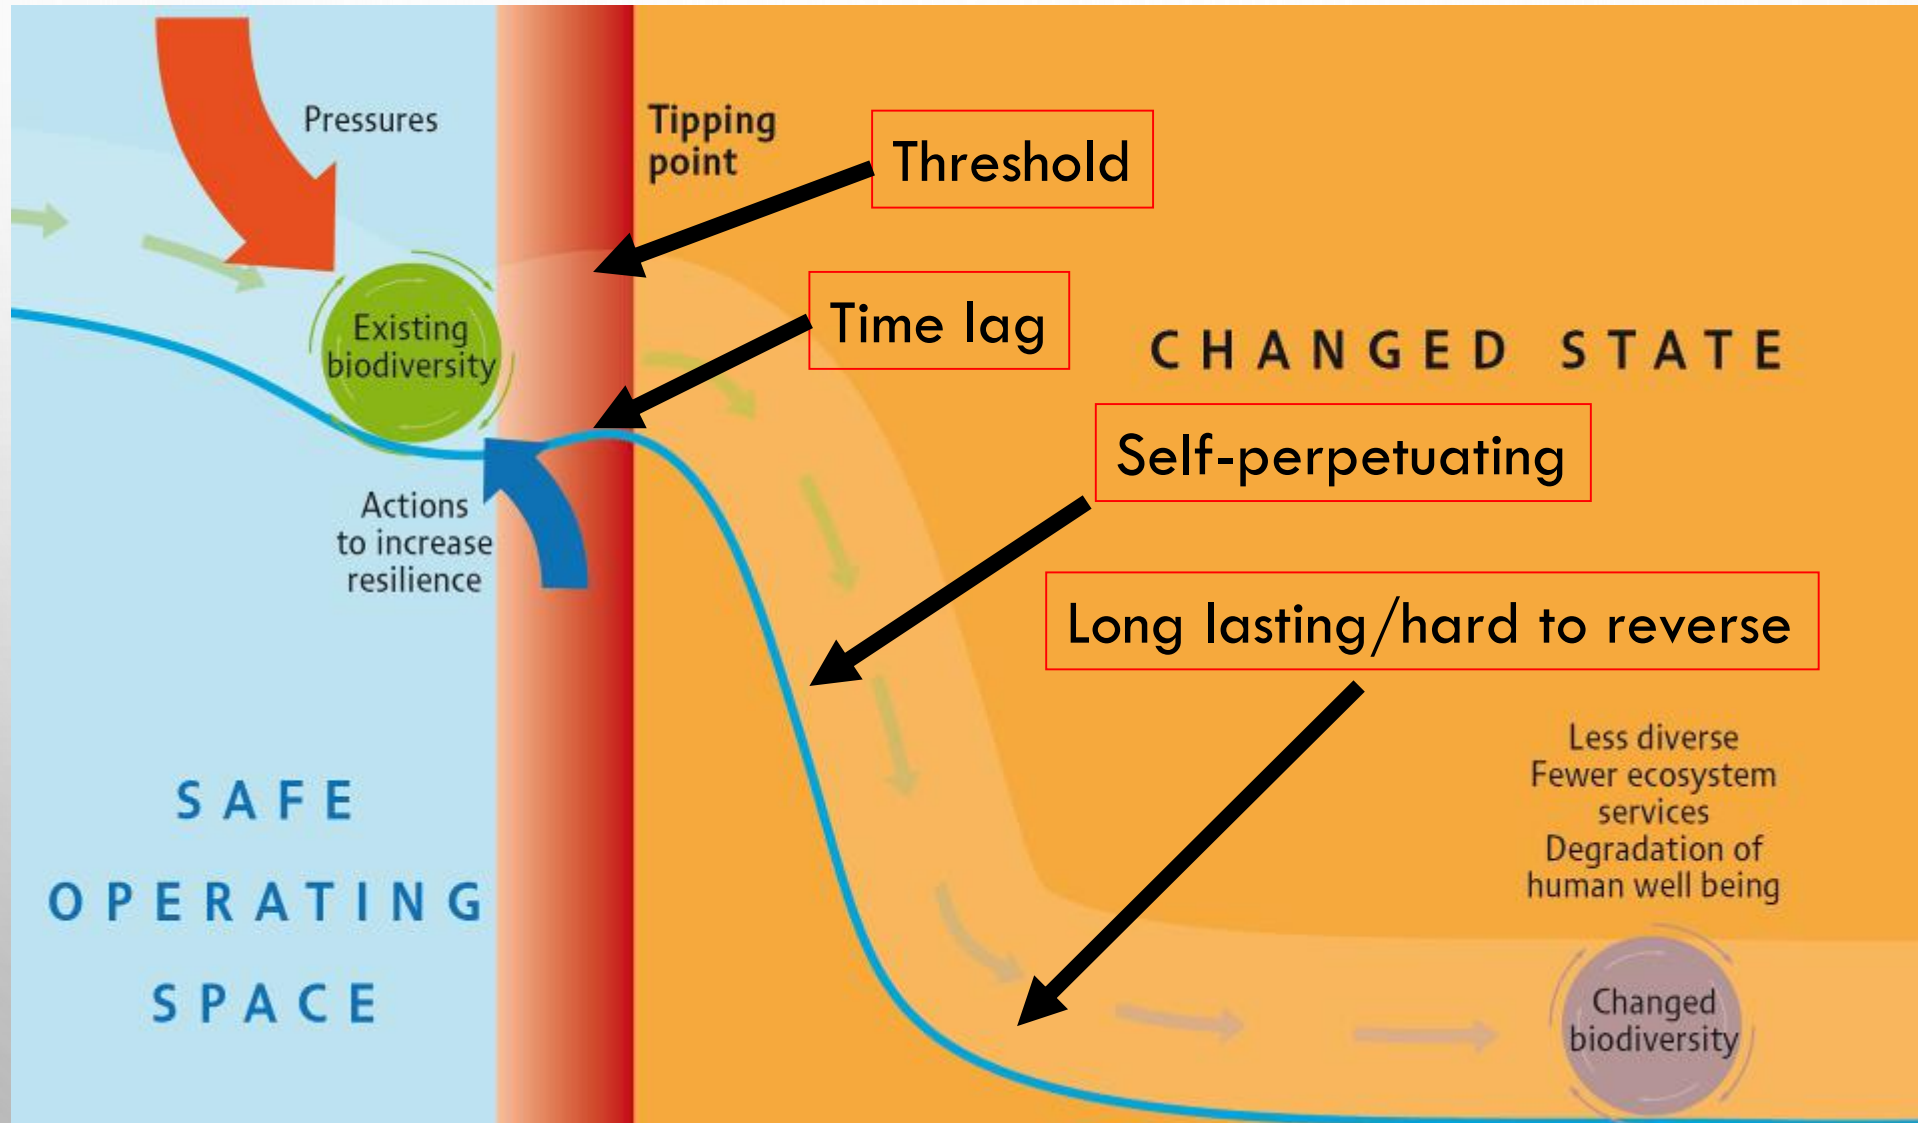 Pressures
Tipping
point
Threshold
Existing
biodiversity
Time lag
CHANGED STATE
Self-perpetuating
Actions
to increase
resilience
Long lasting/hard to reverse
SAFE
OPERATING
SPACE
Less diverse
Fewer ecosystem
services
Degradation of
human well being
Changed
biodiversity